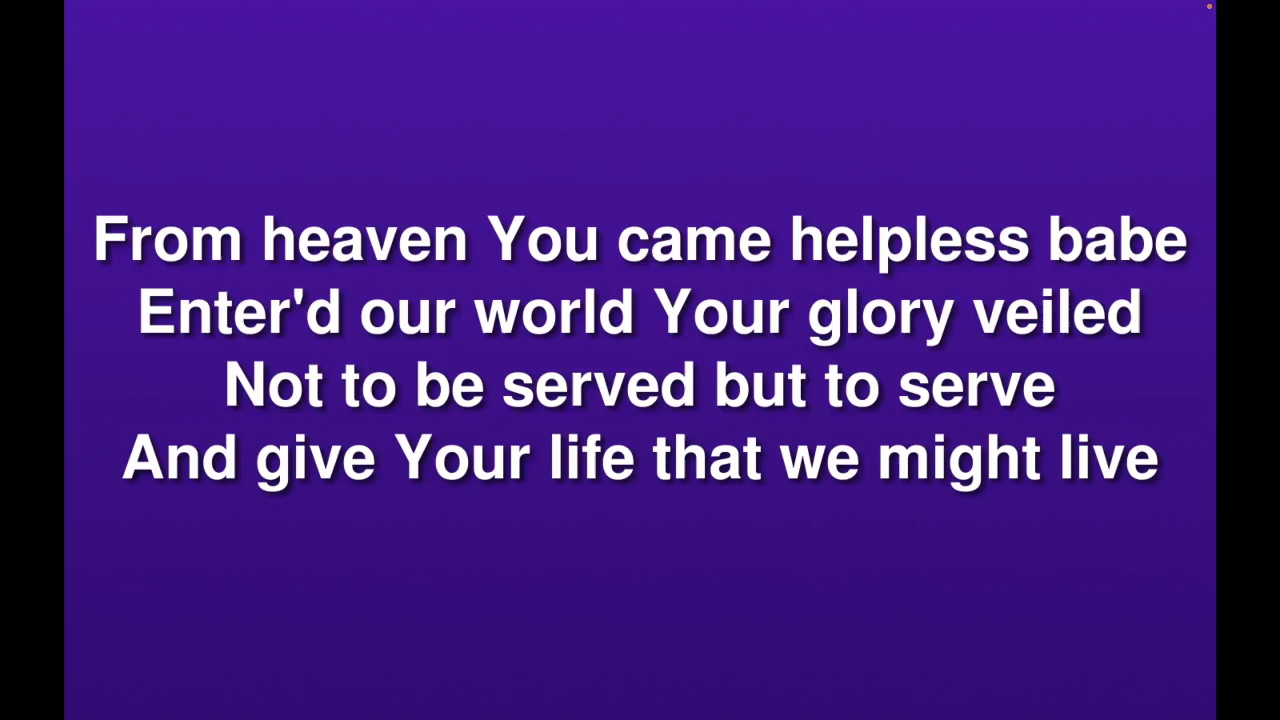 From heaven You came helpless babe
Enter'd our world Your glory veiled
Not to be served but to serve
And give Your life that we might live